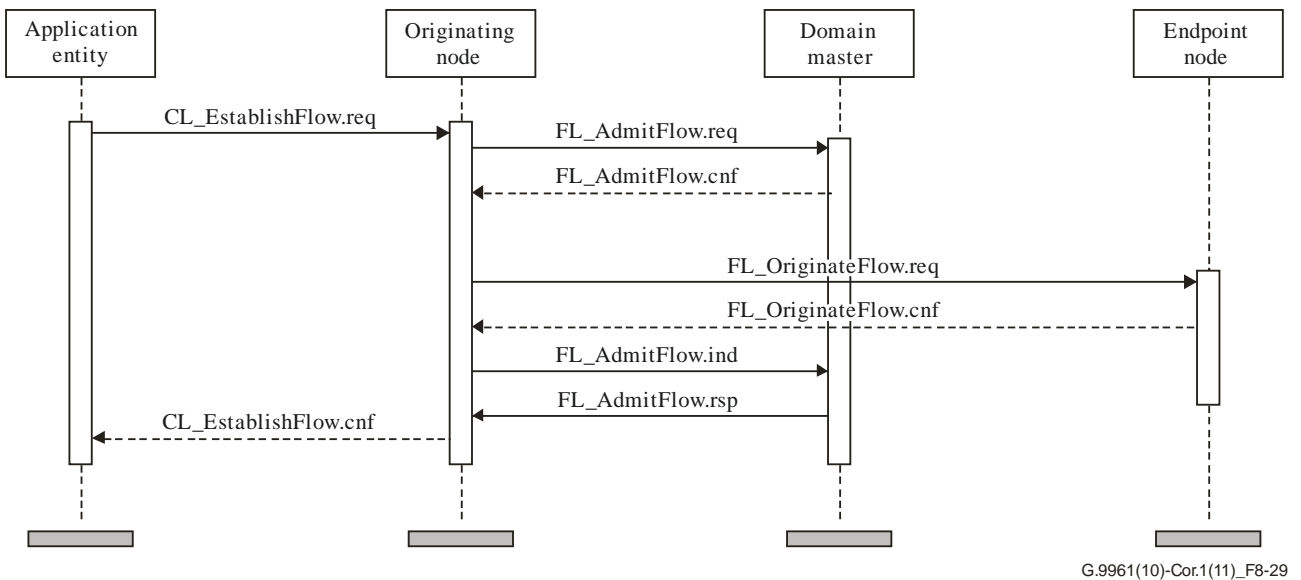 Application
entity
Originating
node
Domain
master
Endpoint
node
CL_EstablishFlow.req
FL_AdmitFlow.req
FL_AdmitFlow.cnf
FL_OriginateFlow.req
FL_OriginateFlow.cnf
FL_AdmitFlow.ind
FL_AdmitFlow.rsp
CL_EstablishFlow.cnf
G.9961(10)-Cor.1(11)_F8-29